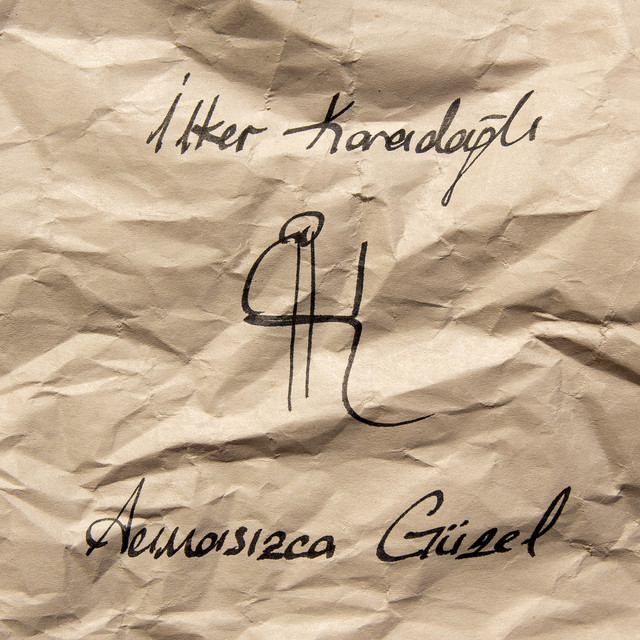 İlker Karadağlı
Acımasızca Güzel